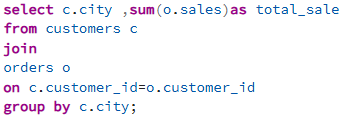 select c.city ,sum(o.sales)as total_sale
from customers c
join
orders o
on c.customer_id=o.customer_id
group by c.city;